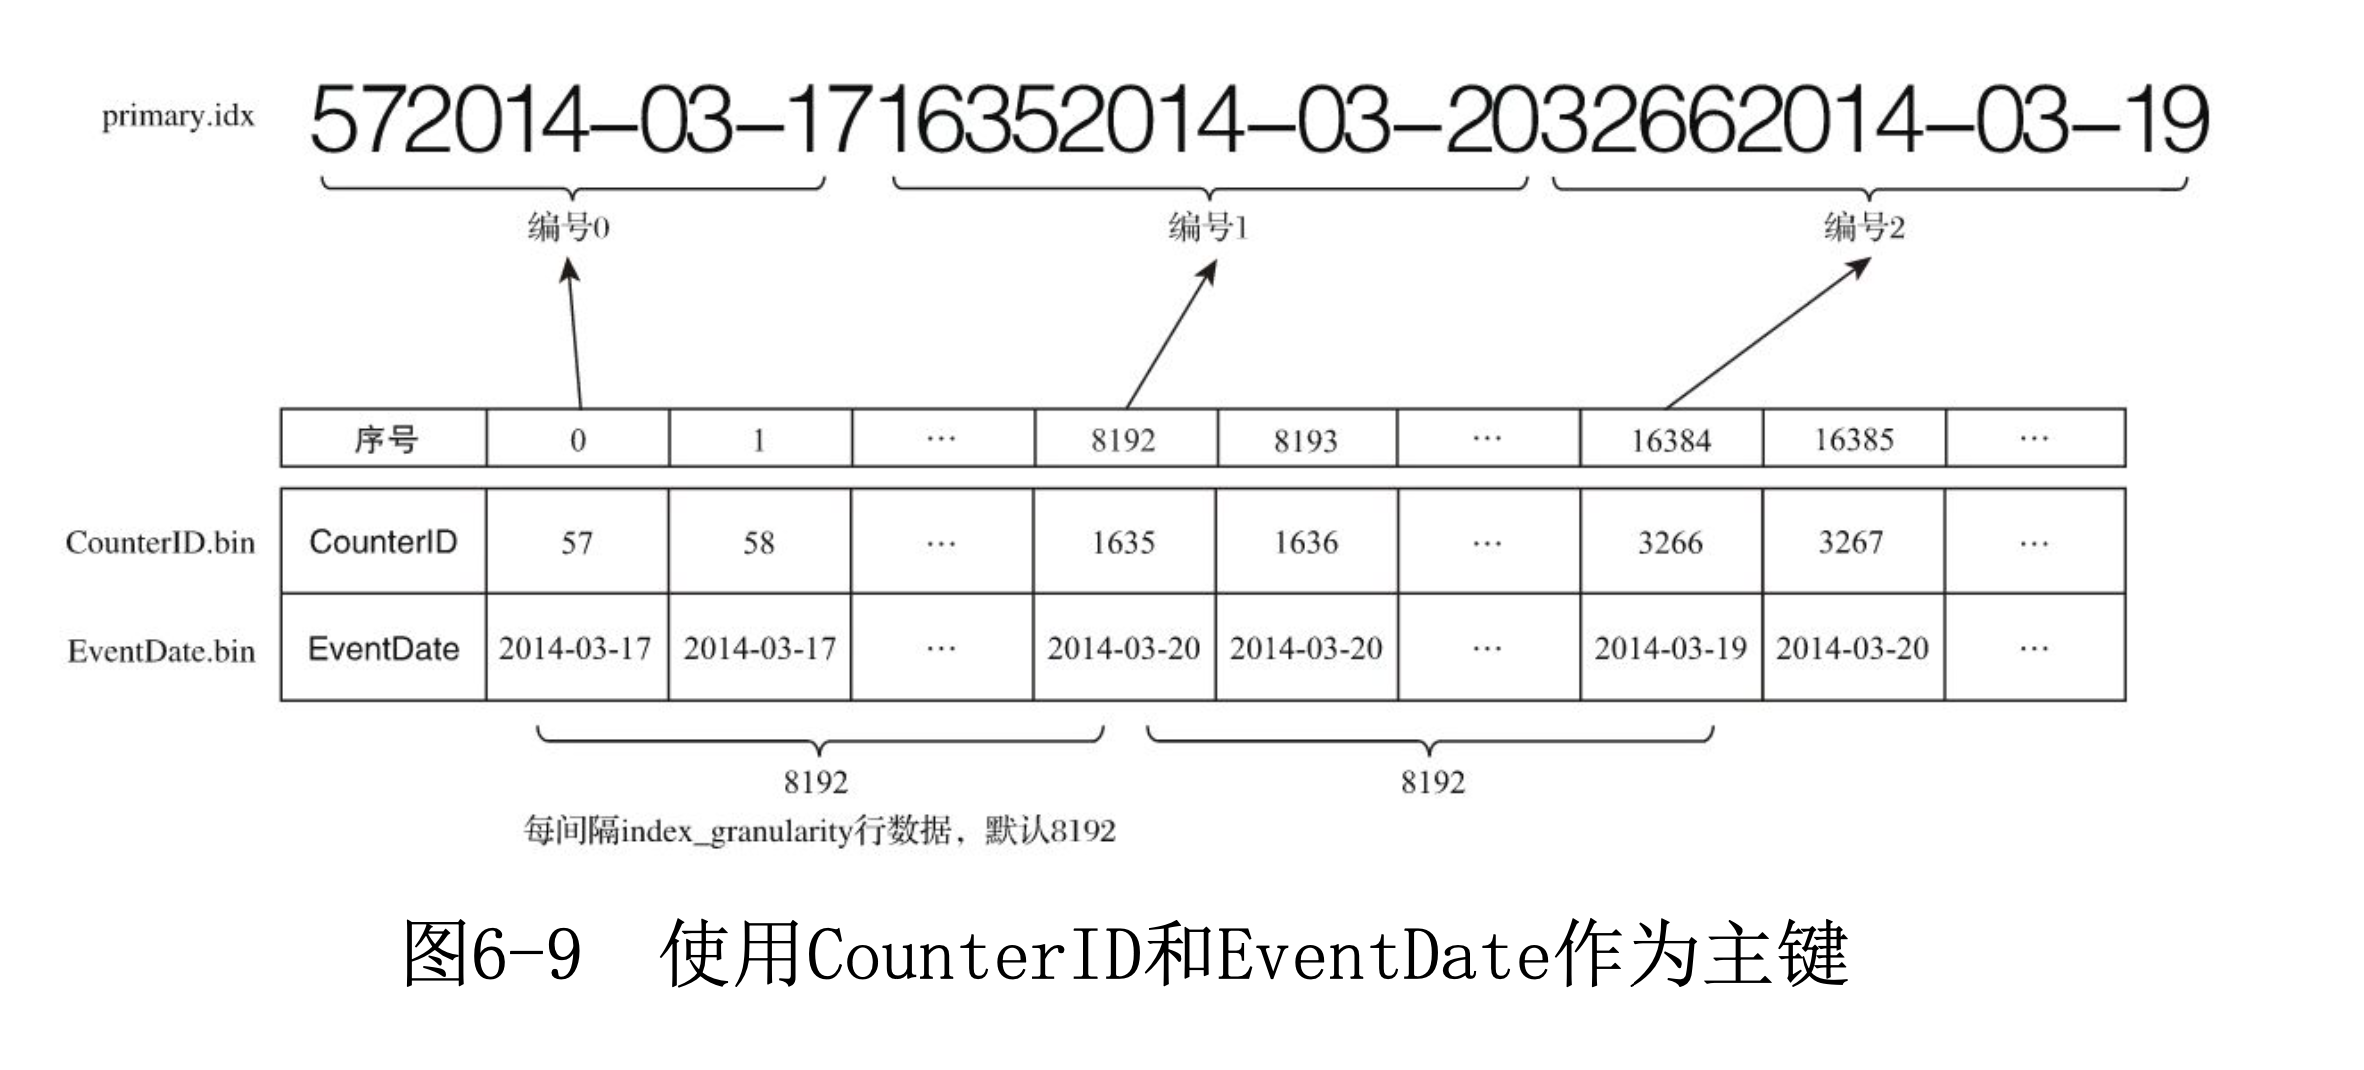 primary.idx 572014-03-1716352014-03-2032662014-03-19
编号0 编号1 编号2
序号 0 1 … 8192 8193 … 16384 16385 …
CounterID.bin CounterID 57 58 … 1635 1636 … 3266 3267 …
EventDate.bin EventDate 2014-03-17 2014-03-17 … 2014-03-20 2014-03-20 … 2014-03-19 2014-03-20 …
8192 8192
每间隔index_granularity行数据，默认8192
图6-9 使用CounterID和EventDate作为主键